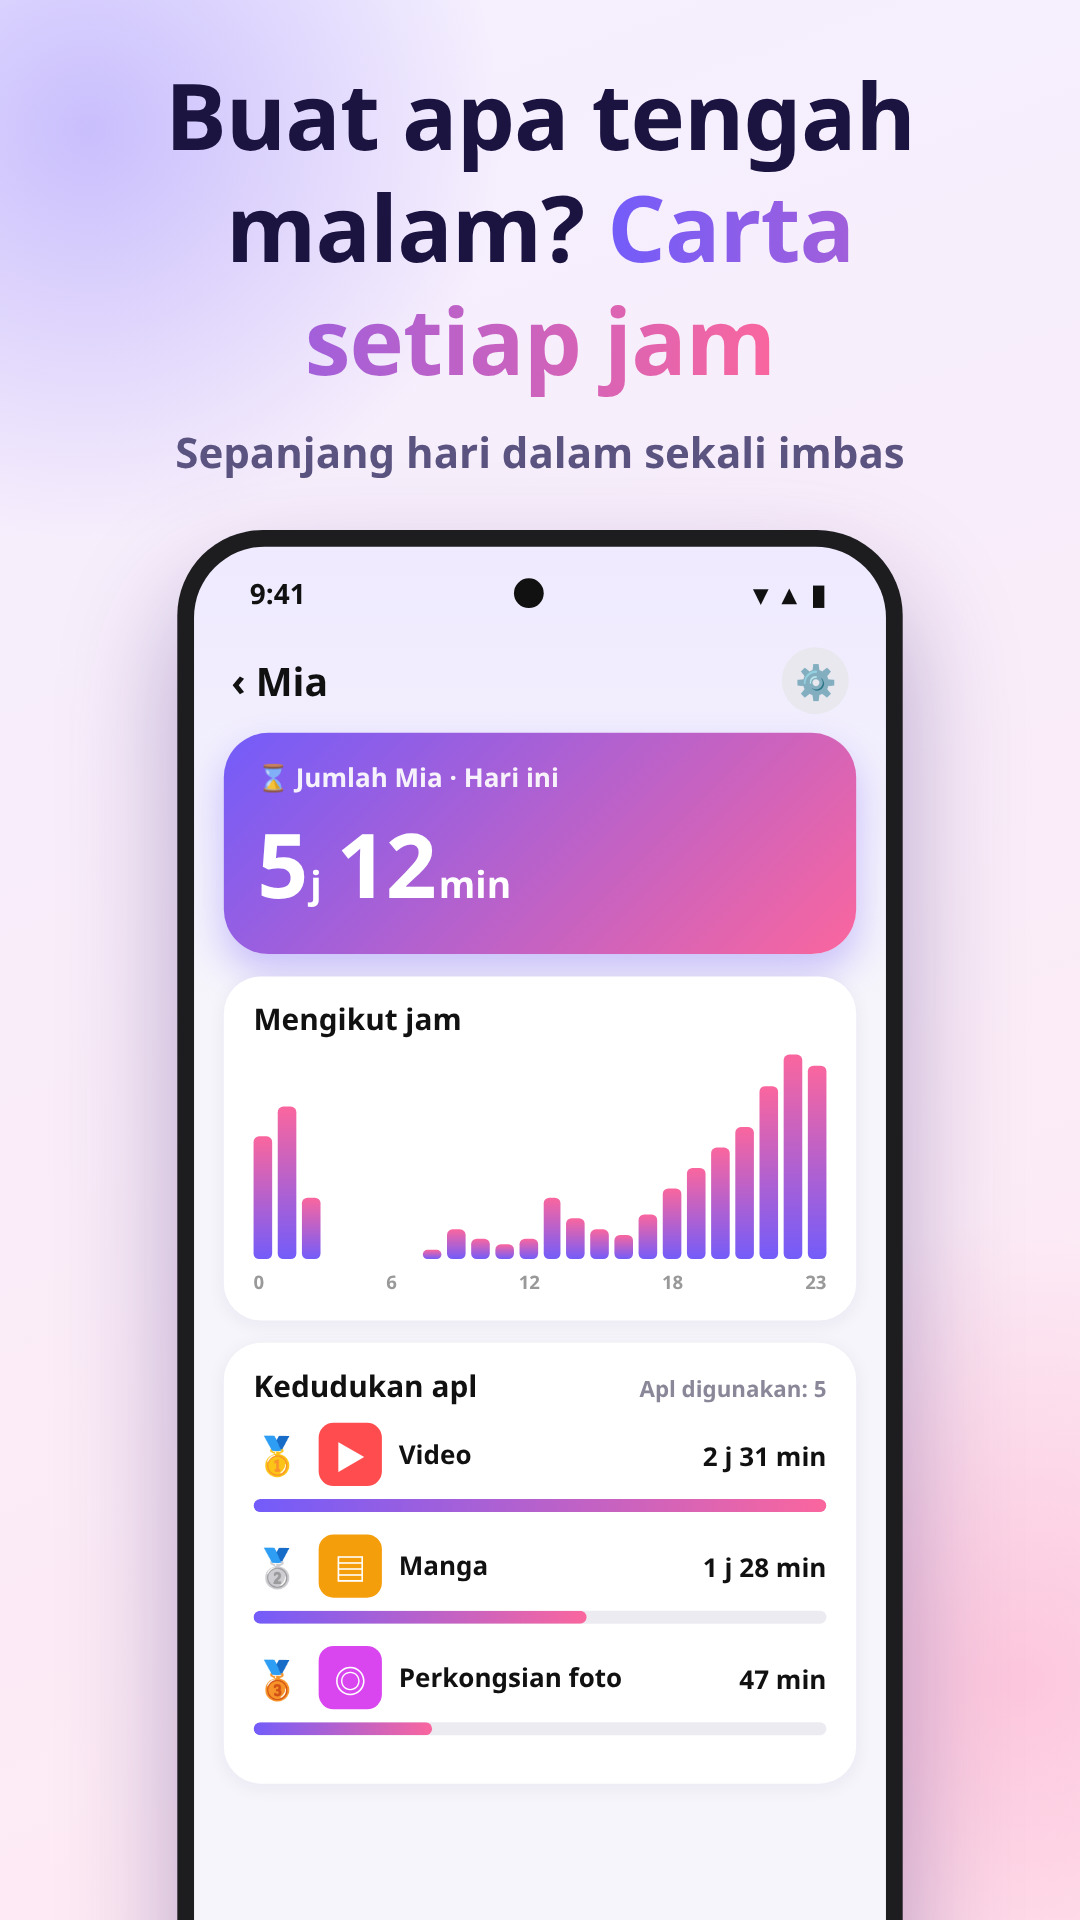 Buat apa tengah
malam? Carta
setiap jam
Sepanjang hari dalam sekali imbas
9:41
‹ Mia
⌛ Jumlah Mia · Hari ini
5j 12min
Mengikut jam
0 6 12 18 23
Kedudukan apl
Apl digunakan: 5
🥇 Video 2 j 31 min
🥈 Manga 1 j 28 min
🥉 Perkongsian foto 47 min